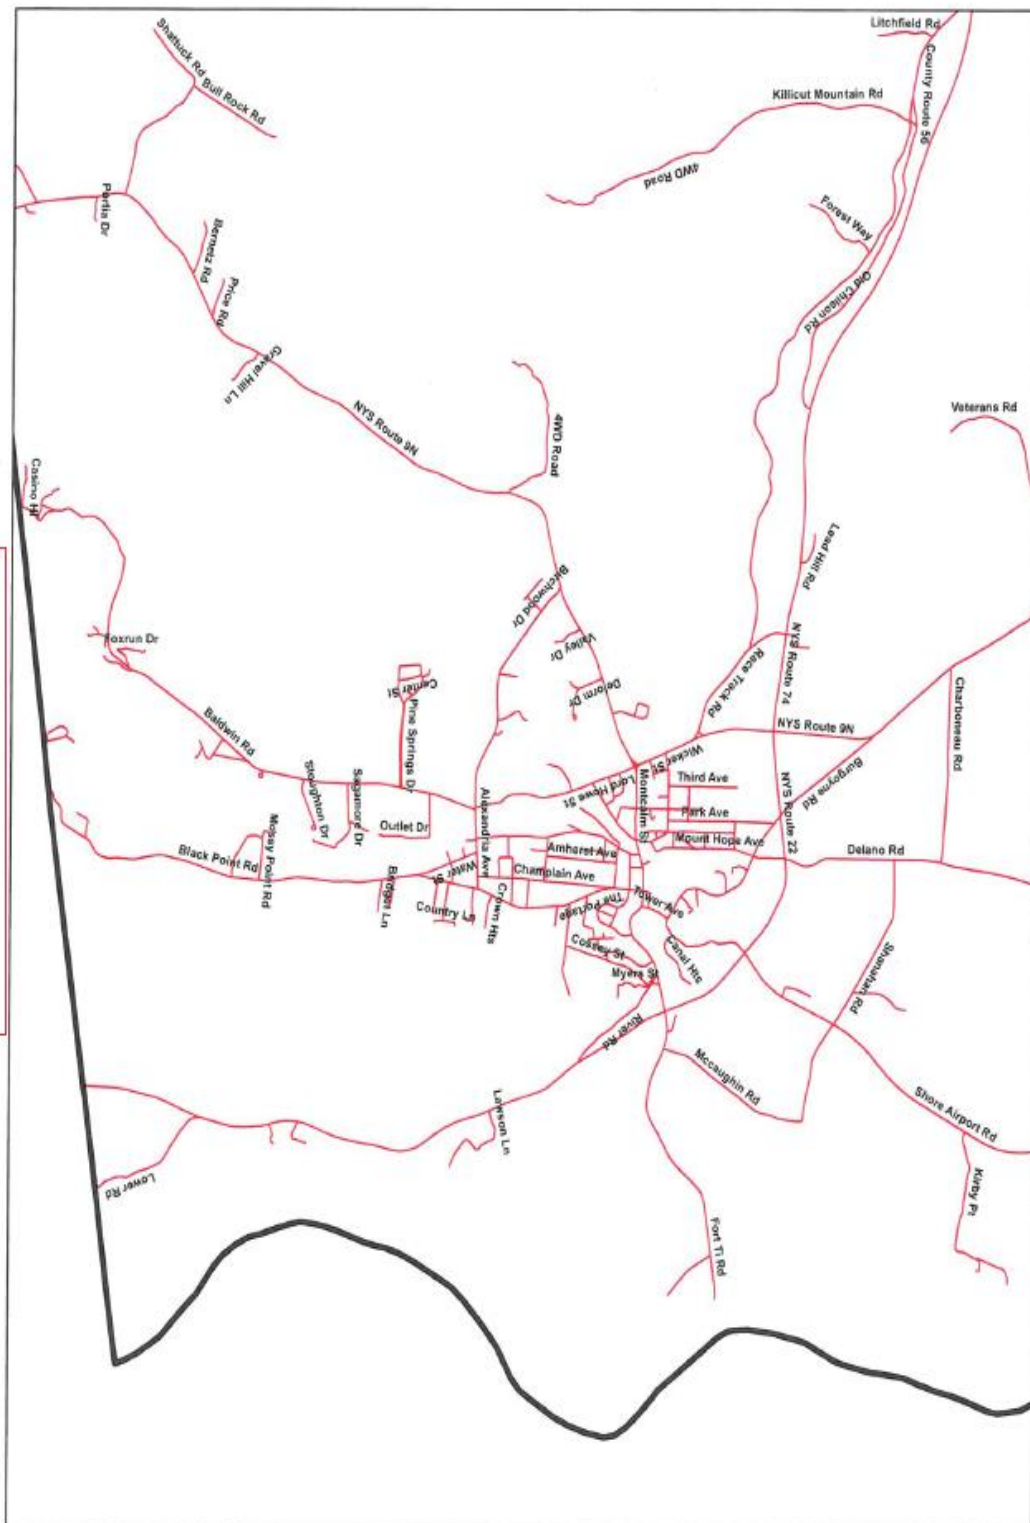 Litchfield Rd
Shattuck Rd
Bull Rock Rd
County Route 56
Killicut Mountain Rd
4WD Road
Portia Dr
Forest Way
Bernetz Rd
Price Rd
Old Chilson Rd
Gravel Hill Ln
NYS Route 9N
4WD Road
Veterans Rd
Casino Hl
Lead Hill Rd
Birchwood Dr
Foxrun Dr
Valley Dr
NYS Route 74
Race Track Rd
Center St
Delorm Dr
Pine Springs Dr
Baldwin Rd
NYS Route 9N
Charboneau Rd
Wicker St
Burgoyne Rd
Third Ave
Lord Howe St
Montcalm St
Stoughton Dr
Sagamore Dr
Alexandria Ave
Park Ave
NYS Route 22
Outlet Dr
Mossy Point Rd
Mount Hope Ave
Amherst Ave
Delano Rd
Black Point Rd
Water St
Champlain Ave
Bridget Ln
Country Ln
Crown Hts
The Portage
Tower Ave
Cossey St
Canal Hts
Myers St
Shanahan Rd
River Rd
Mccaughin Rd
Lawson Ln
Shore Airport Rd
Lower Rd
Kirby Pt
Fort Ti Rd